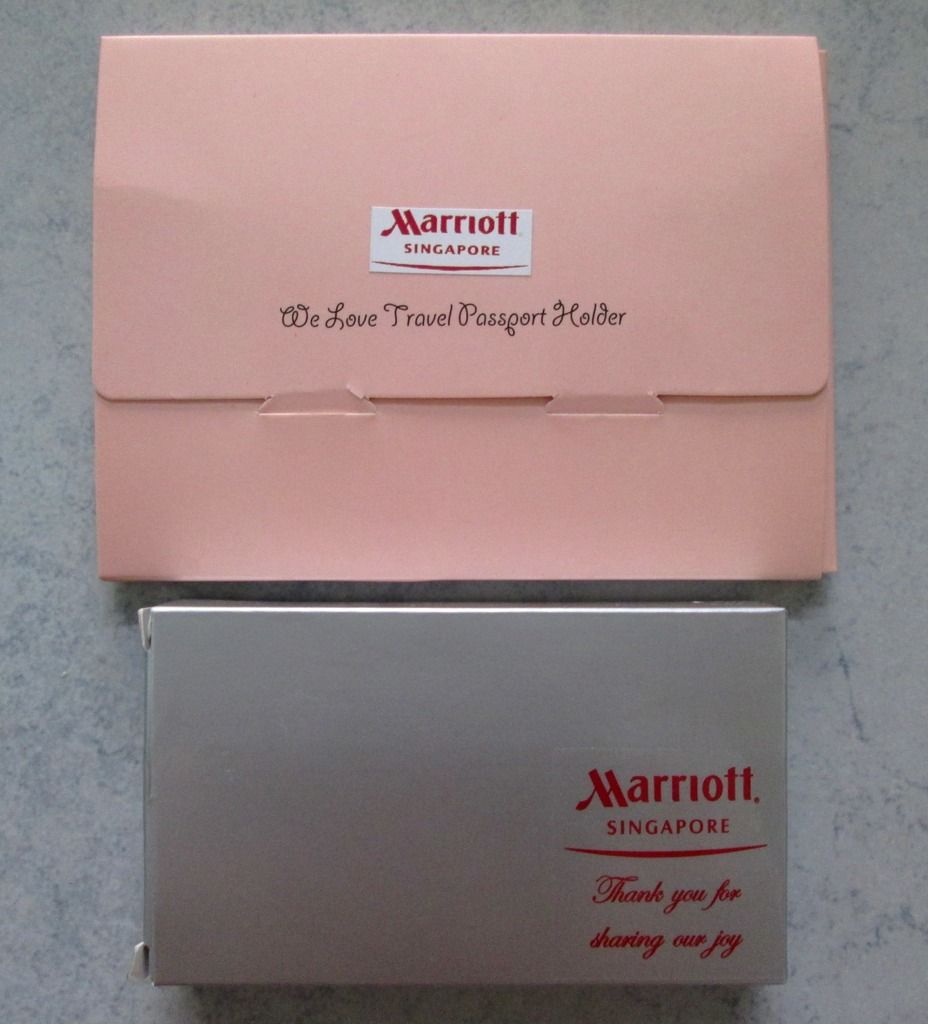 Marriott
SINGAPORE
We Love Travel Passport Holder
Marriott.
SINGAPORE
Thank you for
sharing our joy